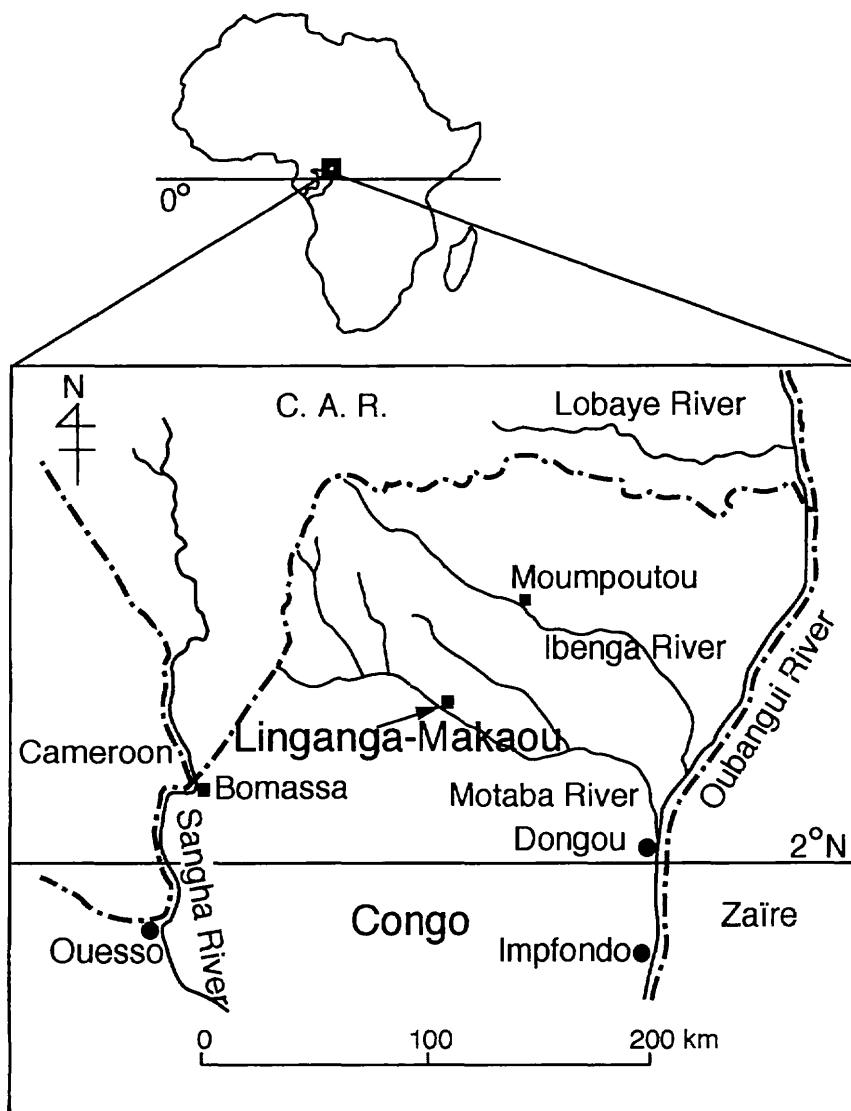 0°
N
C. A. R.
Lobaye River
Moumpoutou
Ibenga River
Oubangui River
Linganga-Makaou
Cameroon
Bomassa
Motaba River
Sangha River
Dongou
2°N
Congo
Zaïre
Ouesso
Impfondo
0 100 200 km